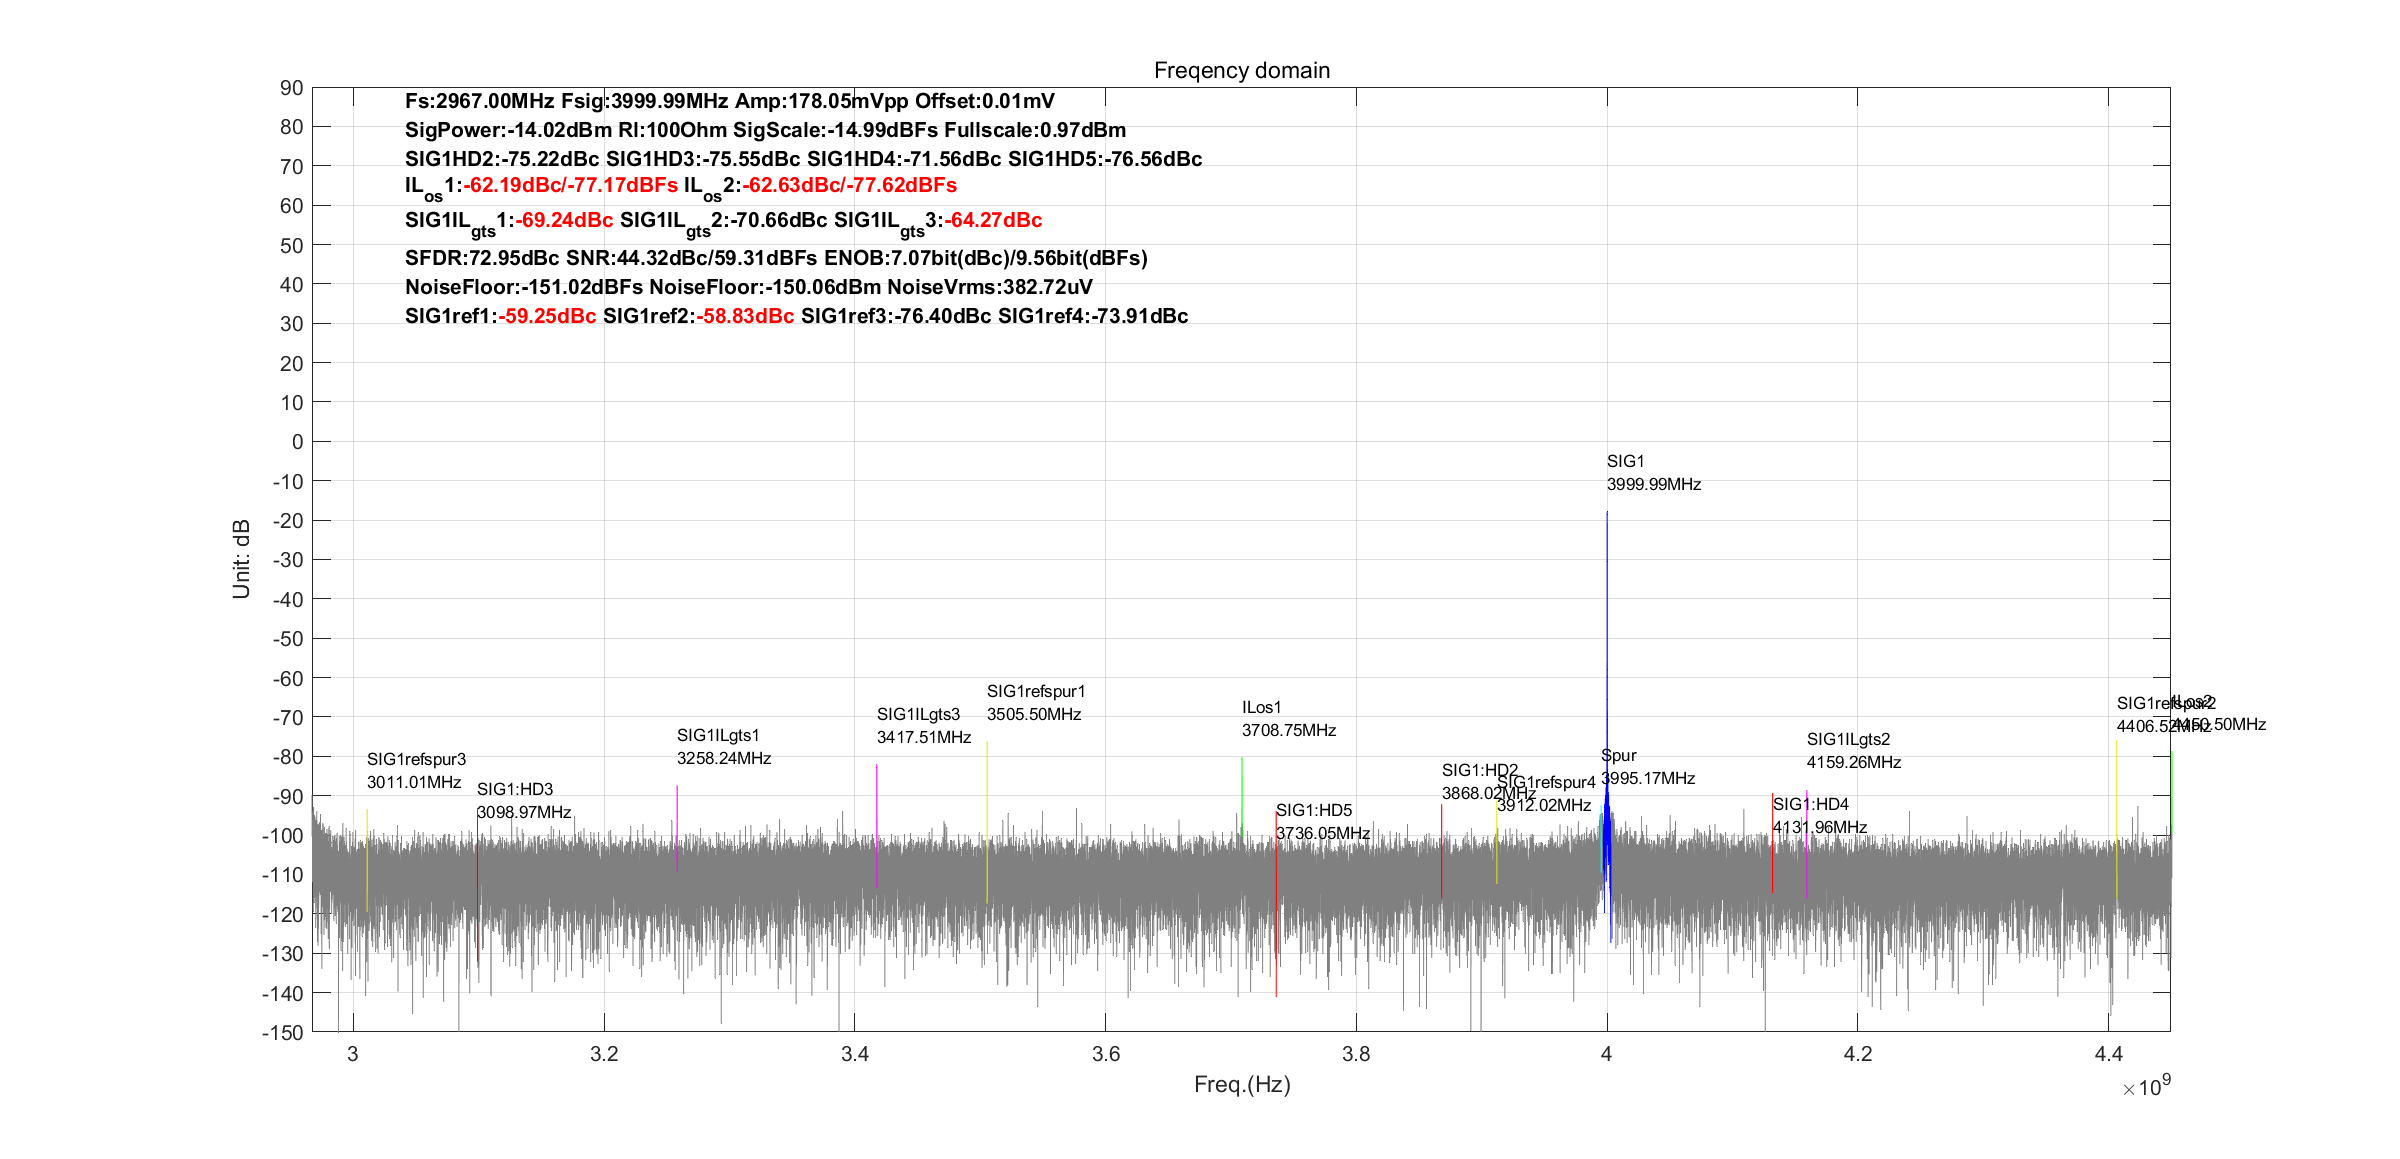 Freqency domain
Fs:2967.00MHz Fsig:3999.99MHz Amp:178.05mVpp Offset:0.01mV
SigPower:-14.02dBm Rl:100Ohm SigScale:-14.99dBFs Fullscale:0.97dBm
SIG1HD2:-75.22dBc SIG1HD3:-75.55dBc SIG1HD4:-71.56dBc SIG1HD5:-76.56dBc
ILos1:-62.19dBc/-77.17dBFs ILos2:-62.63dBc/-77.62dBFs
SIG1ILgts1:-69.24dBc SIG1ILgts2:-70.66dBc SIG1ILgts3:-64.27dBc
SFDR:72.95dBc SNR:44.32dBc/59.31dBFs ENOB:7.07bit(dBc)/9.56bit(dBFs)
NoiseFloor:-151.02dBFs NoiseFloor:-150.06dBm NoiseVrms:382.72uV
SIG1ref1:-59.25dBc SIG1ref2:-58.83dBc SIG1ref3:-76.40dBc SIG1ref4:-73.91dBc
90
80
70
60
50
40
30
20
10
0
-10
-20
-30
-40
-50
-60
-70
-80
-90
-100
-110
-120
-130
-140
-150
Unit: dB
SIG1
3999.99MHz
SIG1refspur3
3011.01MHz
SIG1:HD3
3098.97MHz
SIG1ILgts1
3258.24MHz
SIG1ILgts3
3417.51MHz
SIG1refspur1
3505.50MHz
ILos1
3708.75MHz
SIG1:HD5
3736.05MHz
SIG1:HD2
3868.02MHz
SIG1refspur4
3912.02MHz
Spur
3995.17MHz
SIG1:HD4
4131.96MHz
SIG1ILgts2
4159.26MHz
SIG1refspur2
4406.52MHz
ILos2
4450.50MHz
3 3.2 3.4 3.6 3.8 4 4.2 4.4
Freq.(Hz)
×10^9